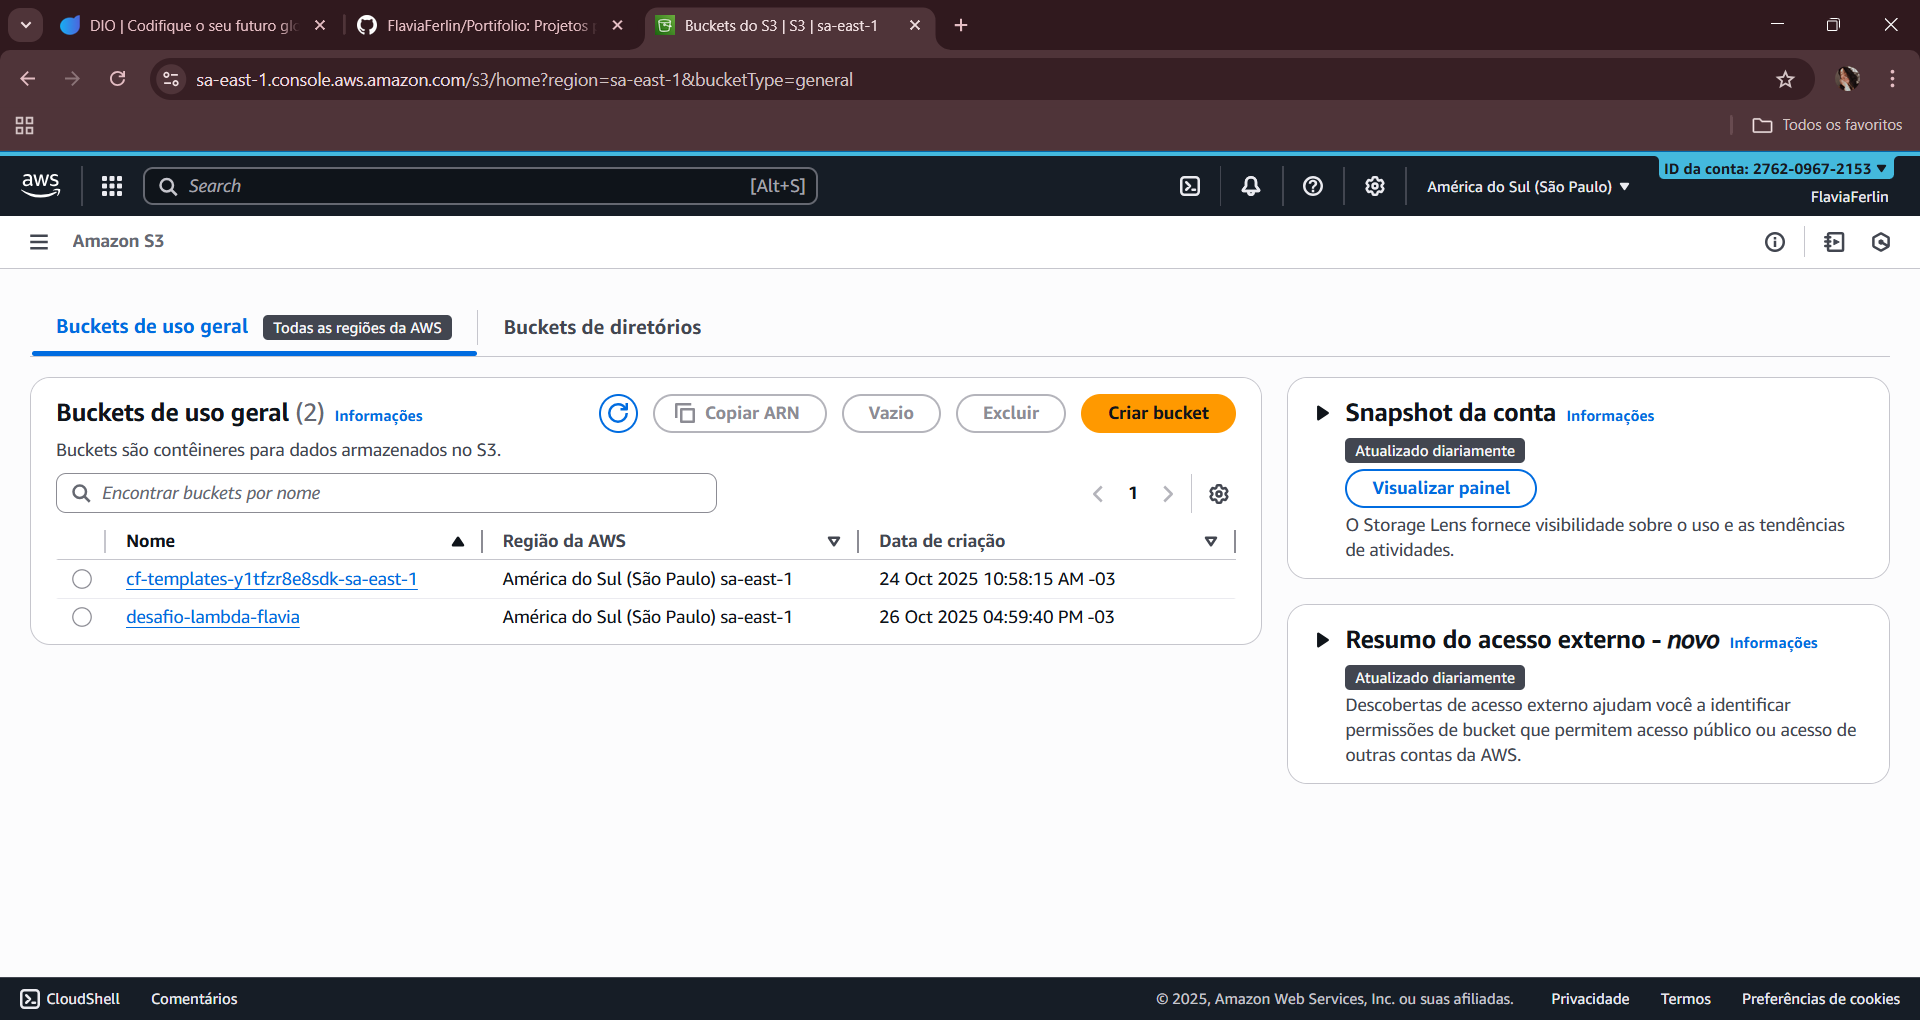 DIO | Codifique o seu futuro glo
FlaviaFerlin/Portifolio: Projetos
Buckets do S3 | S3 | sa-east-1
sa-east-1.console.aws.amazon.com/s3/home?region=sa-east-1&bucketType=general
Todos os favoritos
aws
Search
[Alt+S]
América do Sul (São Paulo)
ID da conta: 2762-0967-2153
FlaviaFerlin
Amazon S3
Buckets de uso geral
Todas as regiões da AWS
Buckets de diretórios
Buckets de uso geral (2) Informações
Copiar ARN
Vazio
Excluir
Criar bucket
Buckets são contêineres para dados armazenados no S3.
Encontrar buckets por nome
1
Nome
Região da AWS
Data de criação
cf-templates-y1tfzr8e8sdk-sa-east-1
América do Sul (São Paulo) sa-east-1
24 Oct 2025 10:58:15 AM -03
desafio-lambda-flavia
América do Sul (São Paulo) sa-east-1
26 Oct 2025 04:59:40 PM -03
Snapshot da conta Informações
Atualizado diariamente
Visualizar painel
O Storage Lens fornece visibilidade sobre o uso e as tendências
de atividades.
Resumo do acesso externo - novo Informações
Atualizado diariamente
Descobertas de acesso externo ajudam você a identificar
permissões de bucket que permitem acesso público ou acesso de
outras contas da AWS.
CloudShell
Comentários
© 2025, Amazon Web Services, Inc. ou suas afiliadas.
Privacidade
Termos
Preferências de cookies